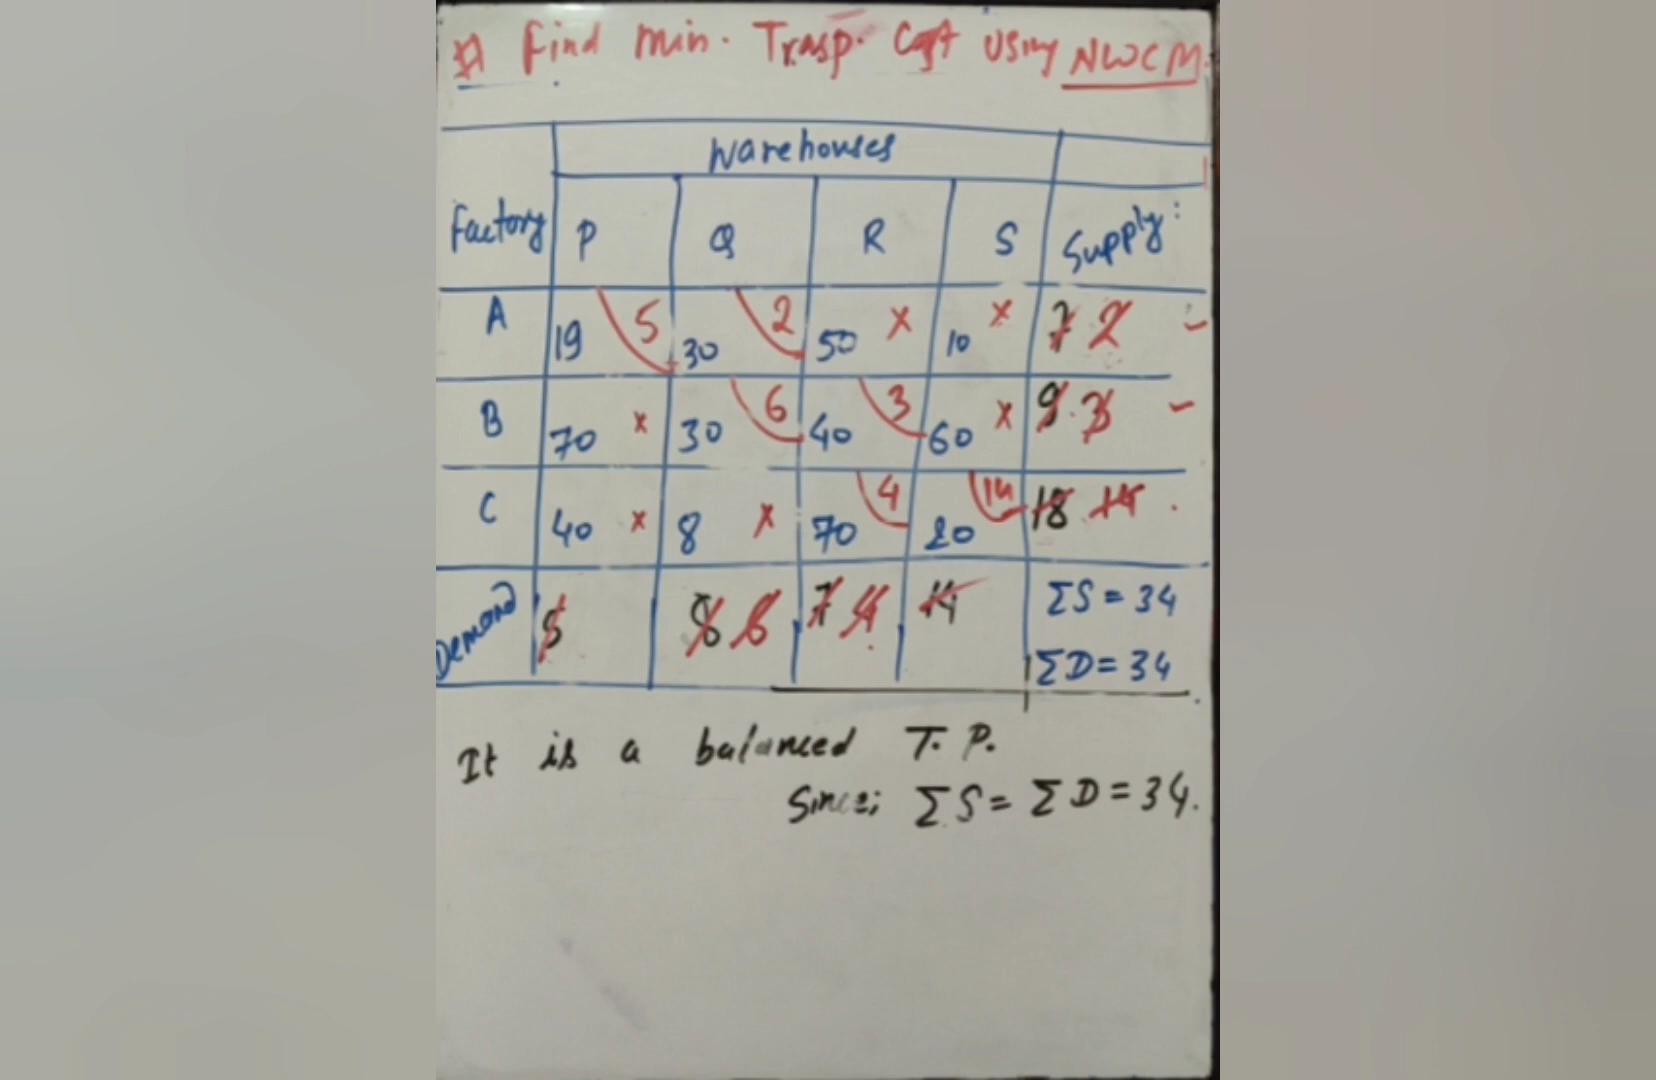 Find Min. Trasp. Cost Using NWCM.
Warehouses
Factory P Q R S Supply:
A 19 5 30 2 50 × 10 × 7 2
B 70 × 30 6 40 3 60 × 9 3
C 40 × 8 × 70 4 20 14 18 14
Demand 5 8 6 7 4 14 ΣS = 34
ΣD = 34
It is a balanced T. P.
Since; ΣS = ΣD = 34.